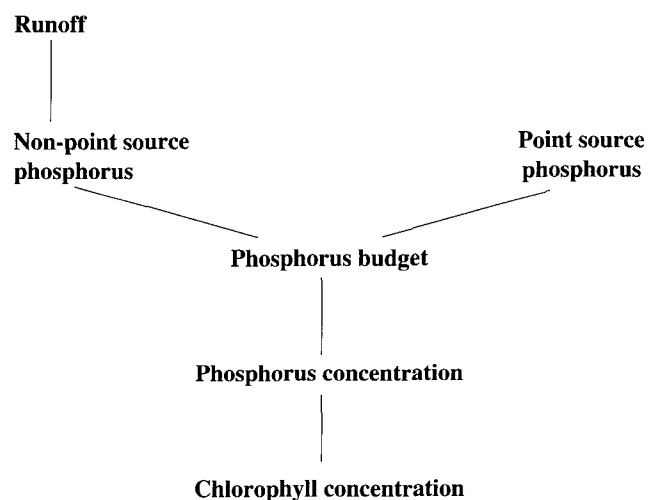 Runoff
Non-point source
phosphorus
Point source
phosphorus
Phosphorus budget
Phosphorus concentration
Chlorophyll concentration